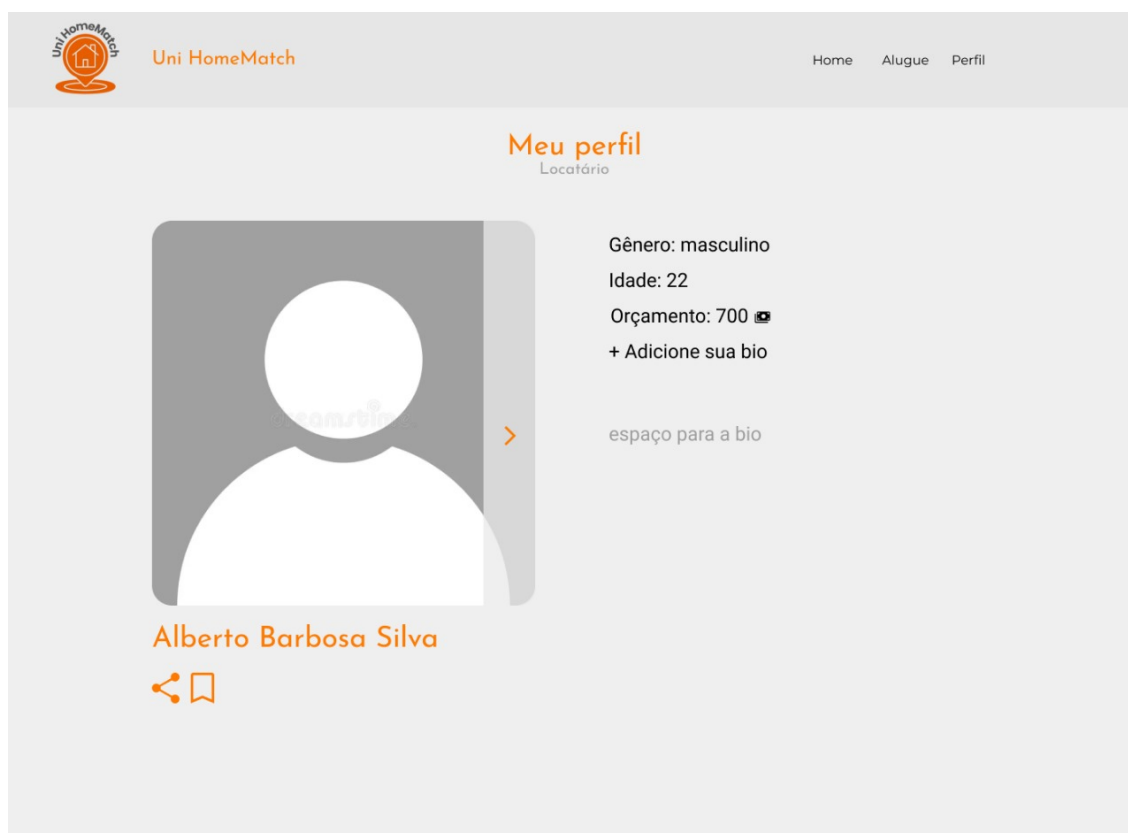 Uni HomeMatch
Uni HomeMatch
Home Alugue Perfil
Meu perfil
Locatário
Gênero: masculino
Idade: 22
Orçamento: 700
+ Adicione sua bio
espaço para a bio
Alberto Barbosa Silva